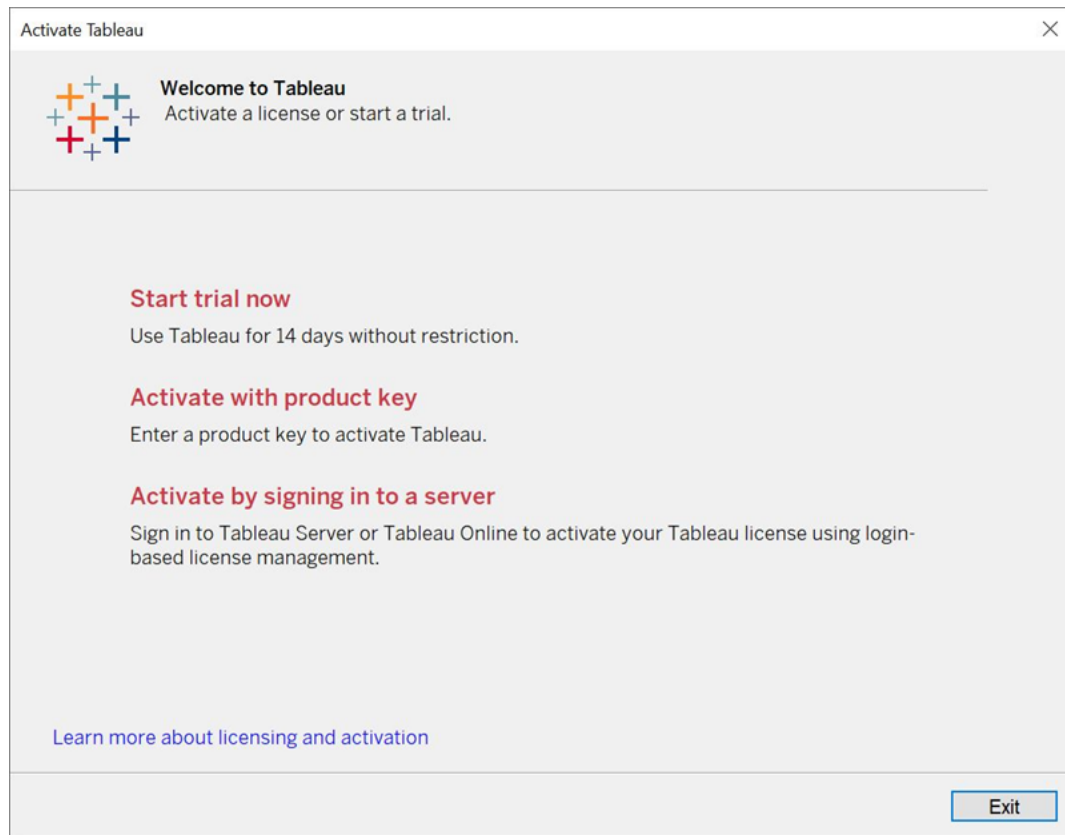 Activate Tableau
Welcome to Tableau
Activate a license or start a trial.
Start trial now
Use Tableau for 14 days without restriction.
Activate with product key
Enter a product key to activate Tableau.
Activate by signing in to a server
Sign in to Tableau Server or Tableau Online to activate your Tableau license using login-
based license management.
Learn more about licensing and activation
Exit